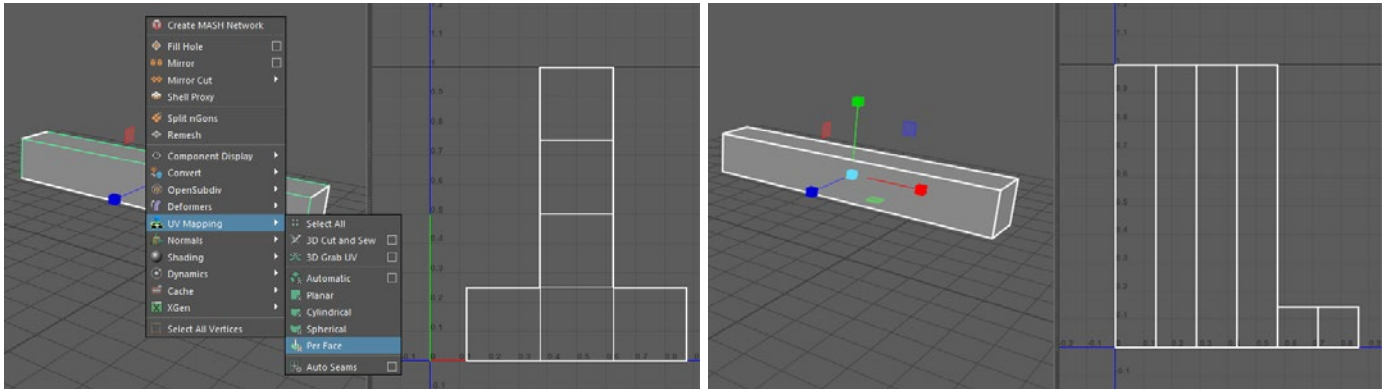 Create MASH Network
Fill Hole
Mirror
Mirror Cut
Shell Proxy
Split nGons
Remesh
Component Display
Convert
OpenSubdiv
Deformers
UV Mapping
Normals
Shading
Dynamics
Cache
XGen
Select All Vertices
Select All
3D Cut and Sew
3D Grab UV
Automatic
Planar
Cylindrical
Spherical
Per Face
Auto Seams